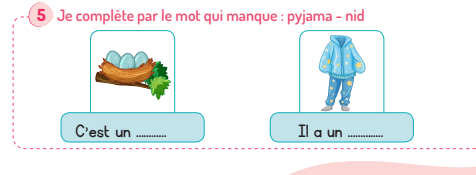 5 Je complète par le mot qui manque : pyjama - nid
C'est un ............
Il a un ..............